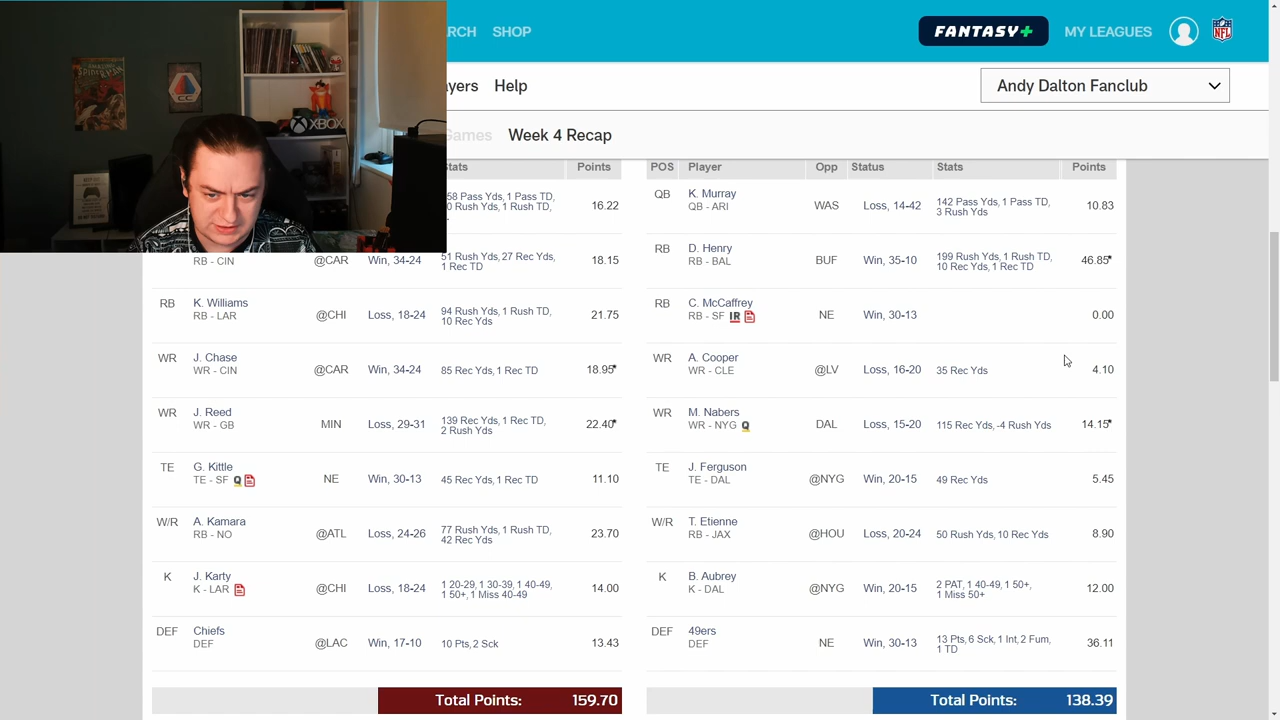 ARCH SHOP
FANTASY+ MY LEAGUES NFL
yers Help
Andy Dalton Fanclub
Games Week 4 Recap
Stats Points
58 Pass Yds, 1 Pass TD,
0 Rush Yds, 1 Rush TD,
16.22
RB - CIN @CAR Win, 34-24 51 Rush Yds, 27 Rec Yds,
1 Rec TD
18.15
RB K. Williams
RB - LAR @CHI Loss, 18-24 94 Rush Yds, 1 Rush TD,
10 Rec Yds
21.75
WR J. Chase
WR - CIN @CAR Win, 34-24 85 Rec Yds, 1 Rec TD 18.95*
WR J. Reed
WR - GB MIN Loss, 29-31 139 Rec Yds, 1 Rec TD,
2 Rush Yds
22.40*
TE G. Kittle
TE - SF Q NE Win, 30-13 45 Rec Yds, 1 Rec TD 11.10
W/R A. Kamara
RB - NO @ATL Loss, 24-26 77 Rush Yds, 1 Rush TD,
42 Rec Yds
23.70
K J. Karty
K - LAR @CHI Loss, 18-24 1 20-29, 1 30-39, 1 40-49,
1 50+, 1 Miss 40-49
14.00
DEF Chiefs
DEF @LAC Win, 17-10 10 Pts, 2 Sck 13.43
Total Points: 159.70
POS Player Opp Status Stats Points
QB K. Murray
QB - ARI WAS Loss, 14-42 142 Pass Yds, 1 Pass TD,
3 Rush Yds
10.83
RB D. Henry
RB - BAL BUF Win, 35-10 199 Rush Yds, 1 Rush TD,
10 Rec Yds, 1 Rec TD
46.85*
RB C. McCaffrey
RB - SF IR NE Win, 30-13 0.00
WR A. Cooper
WR - CLE @LV Loss, 16-20 35 Rec Yds 4.10
WR M. Nabers
WR - NYG Q DAL Loss, 15-20 115 Rec Yds, -4 Rush Yds 14.15*
TE J. Ferguson
TE - DAL @NYG Win, 20-15 49 Rec Yds 5.45
W/R T. Etienne
RB - JAX @HOU Loss, 20-24 50 Rush Yds, 10 Rec Yds 8.90
K B. Aubrey
K - DAL @NYG Win, 20-15 2 PAT, 1 40-49, 1 50+,
1 Miss 50+
12.00
DEF 49ers
DEF NE Win, 30-13 13 Pts, 6 Sck, 1 Int, 2 Fum,
1 TD
36.11
Total Points: 138.39
XBOX